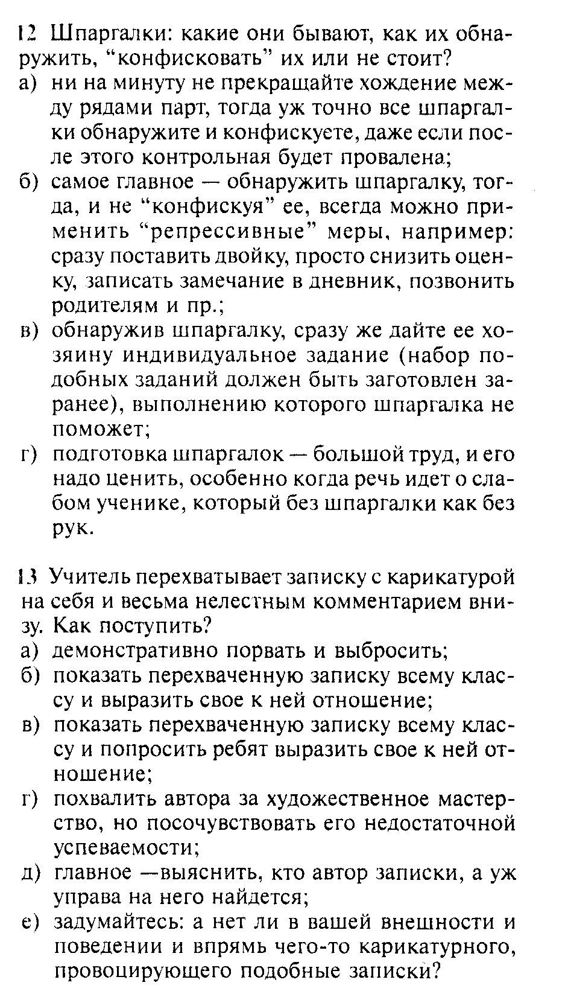 12 Шпаргалки: какие они бывают, как их обна-
ружить, “конфисковать” их или не стоит?
а) ни на минуту не прекращайте хождение меж-
ду рядами парт, тогда уж точно все шпаргал-
ки обнаружите и конфискуете, даже если пос-
ле этого контрольная будет провалена;
б) самое главное — обнаружить шпаргалку, тог-
да, и не “конфискуя” ее, всегда можно при-
менить “репрессивные” меры, например:
сразу поставить двойку, просто снизить оцен-
ку, записать замечание в дневник, позвонить
родителям и пр.;
в) обнаружив шпаргалку, сразу же дайте ее хо-
зяину индивидуальное задание (набор по-
добных заданий должен быть заготовлен за-
ранее), выполнению которого шпаргалка не
поможет;
г) подготовка шпаргалок — большой труд, и его
надо ценить, особенно когда речь идет о сла-
бом ученике, который без шпаргалки как без
рук.
13 Учитель перехватывает записку с карикатурой
на себя и весьма нелестным комментарием вни-
зу. Как поступить?
а) демонстративно порвать и выбросить;
б) показать перехваченную записку всему клас-
су и выразить свое к ней отношение;
в) показать перехваченную записку всему клас-
су и попросить ребят выразить свое к ней от-
ношение;
г) похвалить автора за художественное мастер-
ство, но посочувствовать его недостаточной
успеваемости;
д) главное —выяснить, кто автор записки, а уж
управа на него найдется;
е) задумайтесь: а нет ли в вашей внешности и
поведении и впрямь чего-то карикатурного,
провоцирующего подобные записки?